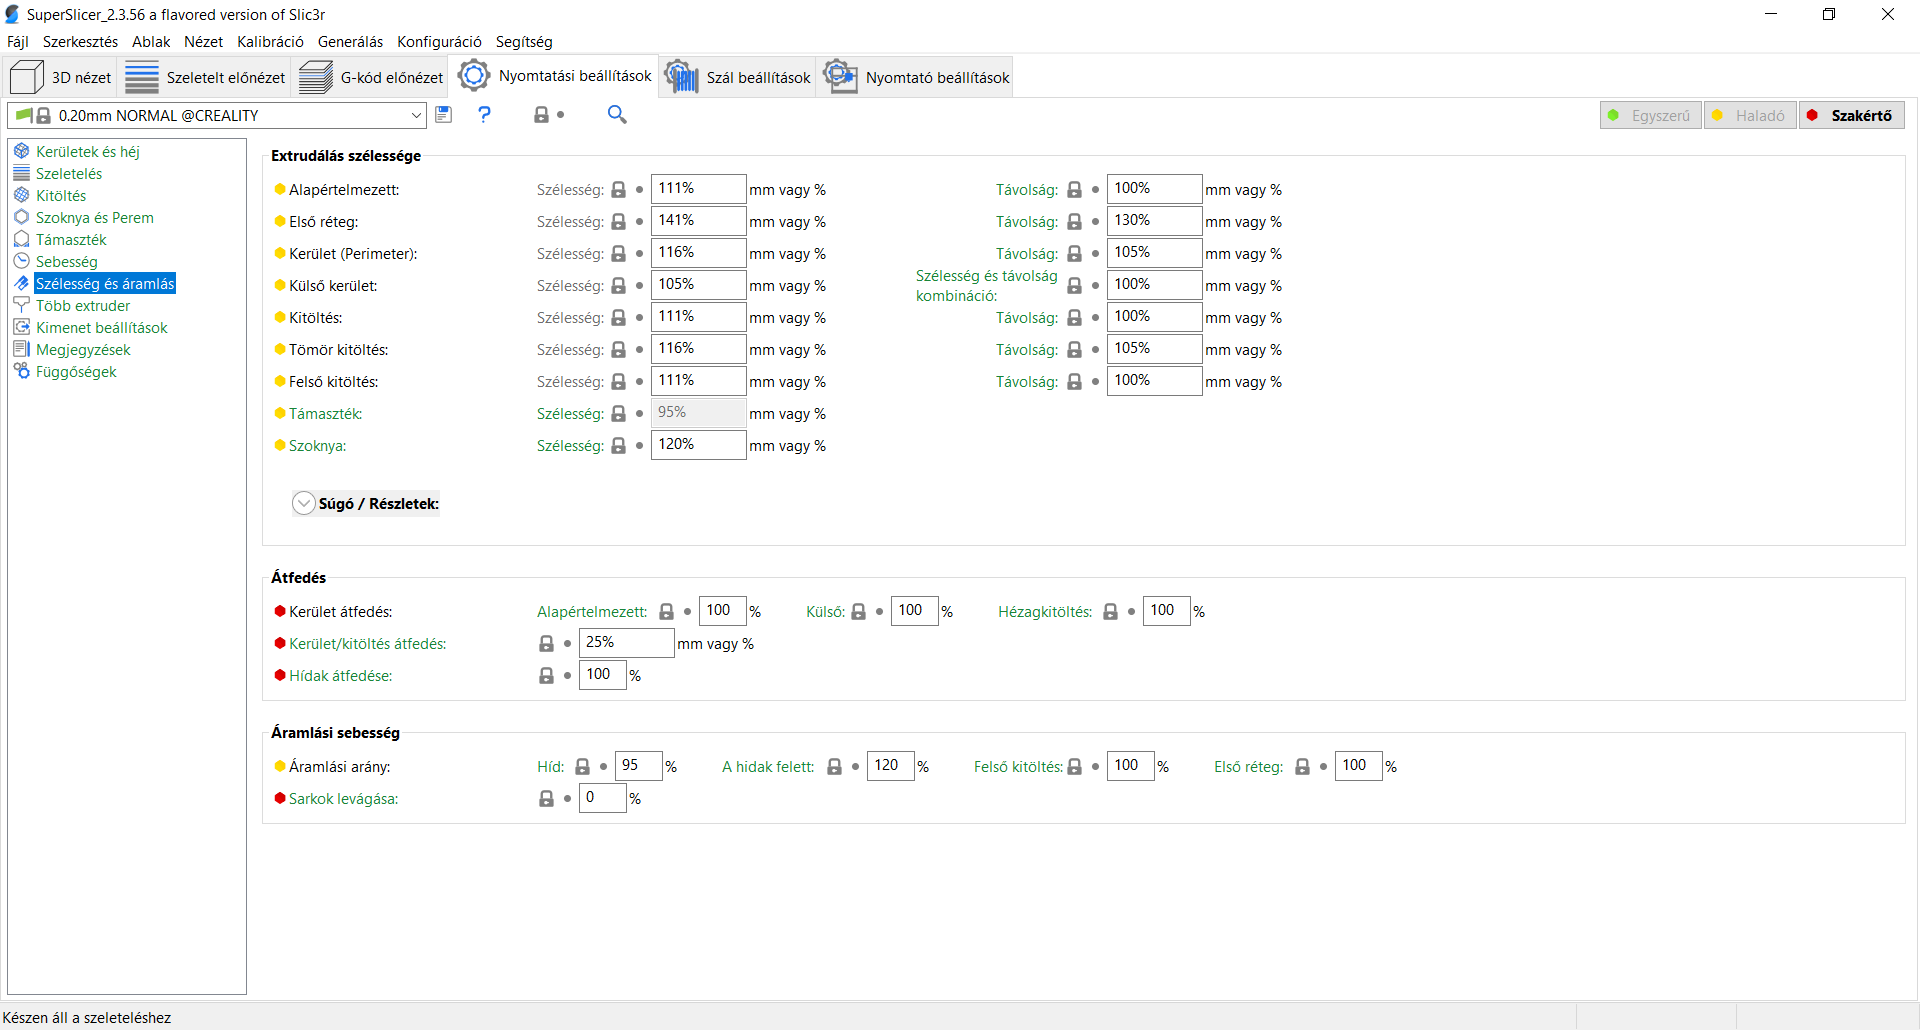 SuperSlicer_2.3.56 a flavored version of Slic3r
Fájl Szerkesztés Ablak Nézet Kalibráció Generálás Konfiguráció Segítség
3D nézet Szeletelt előnézet G-kód előnézet Nyomtatási beállítások Szál beállítások Nyomtató beállítások
0.20mm NORMAL @CREALITY ? Egyszerű Haladó Szakértő
Kerületek és héj
Szeletelés
Kitöltés
Szoknya és Perem
Támaszték
Sebesség
Szélesség és áramlás
Több extruder
Kimenet beállítások
Megjegyzések
Függőségek
Extrudálás szélessége
Alapértelmezett: Szélesség: 111% mm vagy % Távolság: 100% mm vagy %
Első réteg: Szélesség: 141% mm vagy % Távolság: 130% mm vagy %
Kerület (Perimeter): Szélesség: 116% mm vagy % Távolság: 105% mm vagy %
Külső kerület: Szélesség: 105% mm vagy % Szélesség és távolság
kombináció: 100% mm vagy %
Kitöltés: Szélesség: 111% mm vagy % Távolság: 100% mm vagy %
Tömör kitöltés: Szélesség: 116% mm vagy % Távolság: 105% mm vagy %
Felső kitöltés: Szélesség: 111% mm vagy % Távolság: 100% mm vagy %
Támaszték: Szélesség: 95% mm vagy %
Szoknya: Szélesség: 120% mm vagy %
Súgó / Részletek:
Átfedés
Kerület átfedés: Alapértelmezett: 100 % Külső: 100 % Hézagkitöltés: 100 %
Kerület/kitöltés átfedés: 25% mm vagy %
Hídak átfedése: 100 %
Áramlási sebesség
Áramlási arány: Híd: 95 % A hidak felett: 120 % Felső kitöltés: 100 % Első réteg: 100 %
Sarkok levágása: 0 %
Készen áll a szeleteléshez